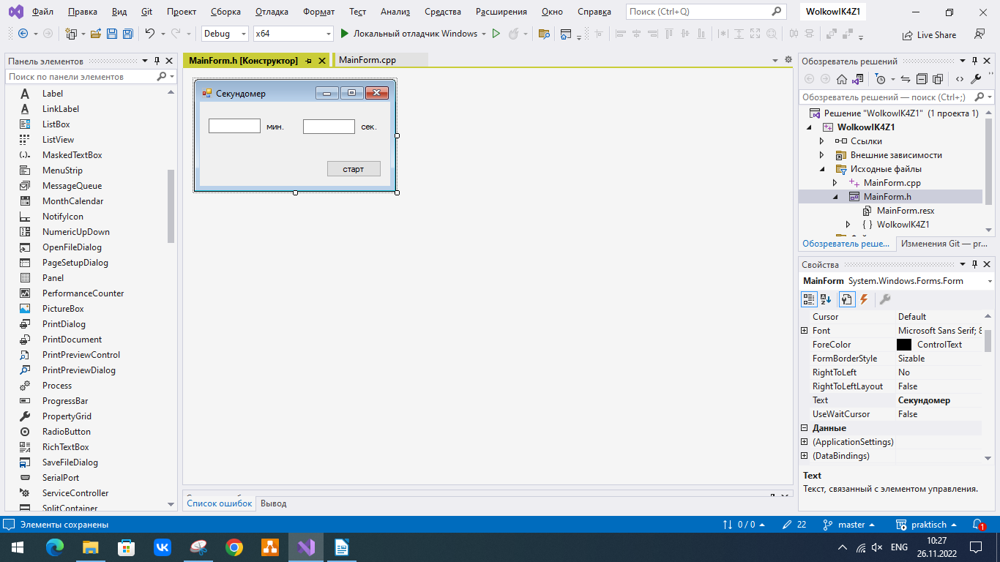 Файл Правка Вид Git Проект Сборка Отладка Формат Тест Анализ Средства Расширения Окно Справка Поиск (Ctrl+Q) WolkowIK4Z1
Debug x64 Локальный отладчик Windows Live Share
Панель элементов
Поиск по панели элементов
Label
LinkLabel
ListBox
ListView
MaskedTextBox
MenuStrip
MessageQueue
MonthCalendar
NotifyIcon
NumericUpDown
OpenFileDialog
PageSetupDialog
Panel
PerformanceCounter
PictureBox
PrintDialog
PrintDocument
PrintPreviewControl
PrintPreviewDialog
Process
ProgressBar
PropertyGrid
RadioButton
RichTextBox
SaveFileDialog
SerialPort
ServiceController
SplitContainer
MainForm.h [Конструктор] MainForm.cpp
Секундомер
мин. сек.
старт
Список ошибок Вывод
Обозреватель решений
Обозреватель решений — поиск (Ctrl+;)
Решение "WolkowIK4Z1" (1 проекта 1)
WolkowIK4Z1
Ссылки
Внешние зависимости
Исходные файлы
MainForm.cpp
MainForm.h
MainForm.resx
{ } WolkowIK4Z1
Обозреватель реше... Изменения Git — pr...
Свойства
MainForm System.Windows.Forms.Form
Cursor Default
Font Microsoft Sans Serif; 8
ForeColor ControlText
FormBorderStyle Sizable
RightToLeft No
RightToLeftLayout False
Text Секундомер
UseWaitCursor False
Данные
(ApplicationSettings)
(DataBindings)
Text
Текст, связанный с элементом управления.
Элементы сохранены 0 / 0 22 master praktisch 1
ENG 10:27
26.11.2022